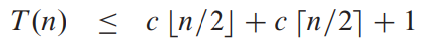 T(n) ≤ c ⌊n/2⌋ + c ⌈n/2⌉ + 1